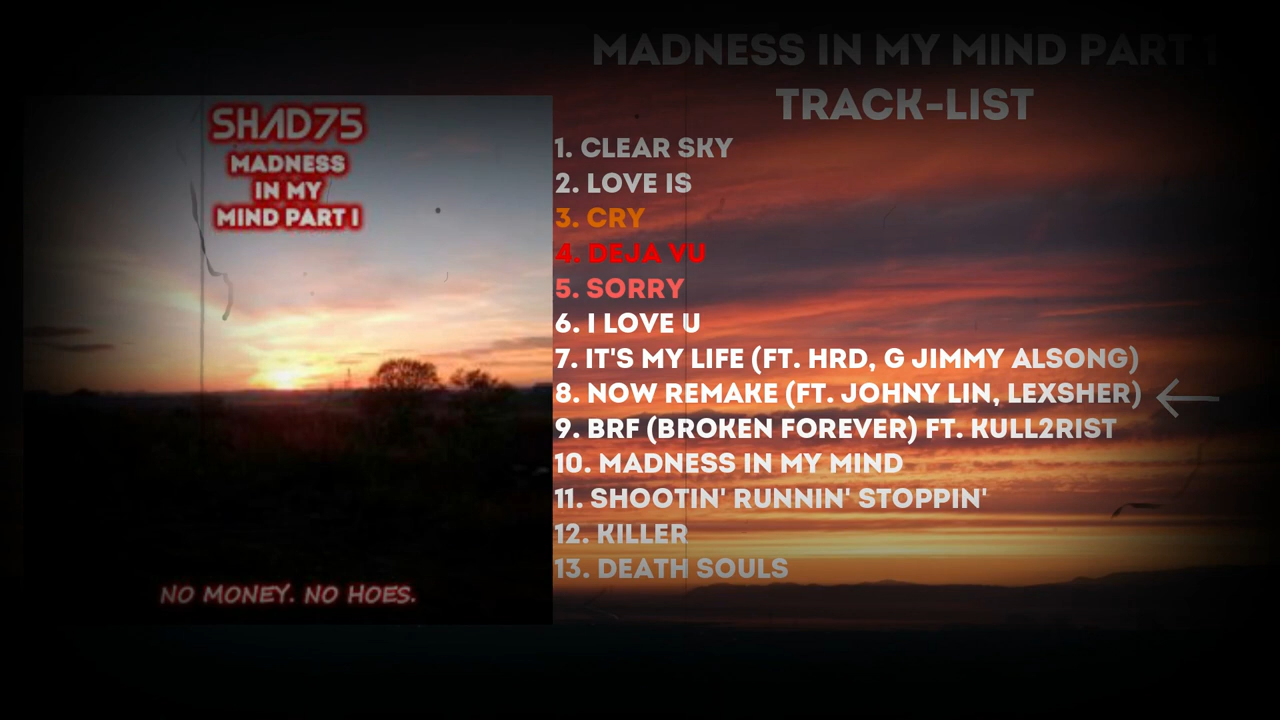 SHAD75
MADNESS
IN MY
MIND PART I
NO MONEY. NO HOES.
MADNESS IN MY MIND PART 1
TRACK-LIST
1. CLEAR SKY
2. LOVE IS
3. CRY
4. DEJA VU
5. SORRY
6. I LOVE U
7. IT'S MY LIFE (FT. HRD, G JIMMY ALSONG)
8. NOW REMAKE (FT. JOHNY LIN, LEXSHER)
9. BRF (BROKEN FOREVER) FT. KULL2RIST
10. MADNESS IN MY MIND
11. SHOOTIN' RUNNIN' STOPPIN'
12. KILLER
13. DEATH SOULS